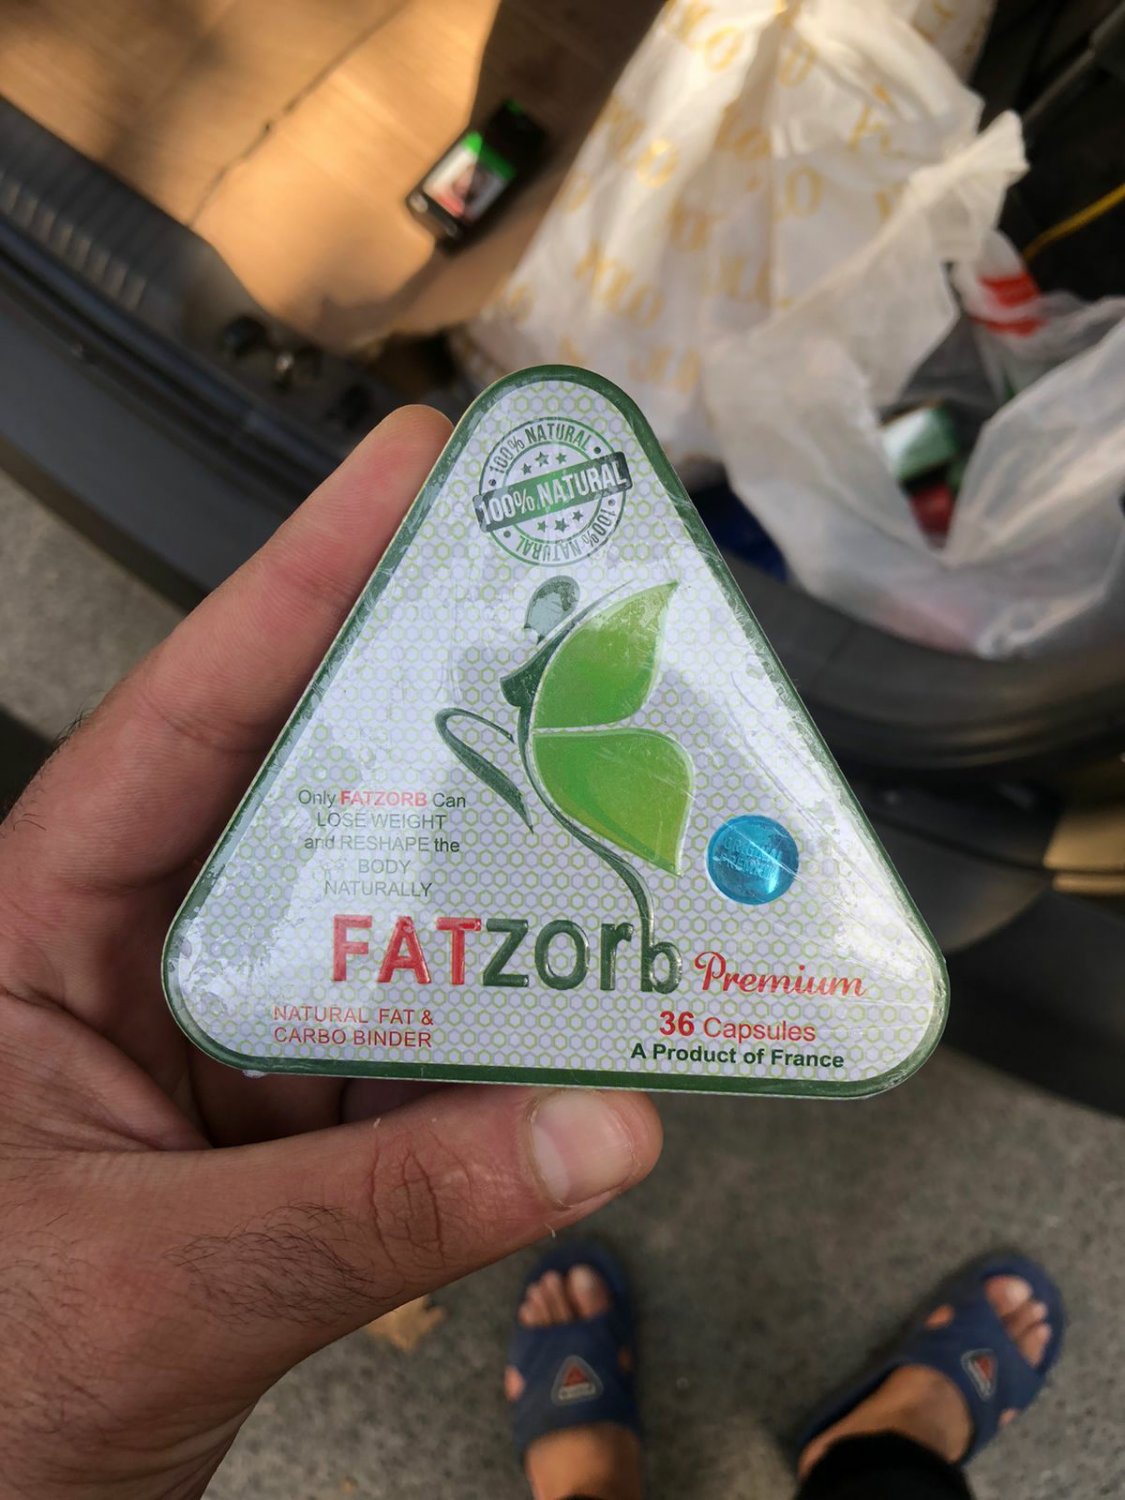 100% NATURAL
100% NATURAL
100% NATURAL
Only FATZORB Can
LOSE WEIGHT
and RESHAPE the
BODY
NATURALLY
FATzorb Premium
NATURAL FAT &
CARBO BINDER
36 Capsules
A Product of France